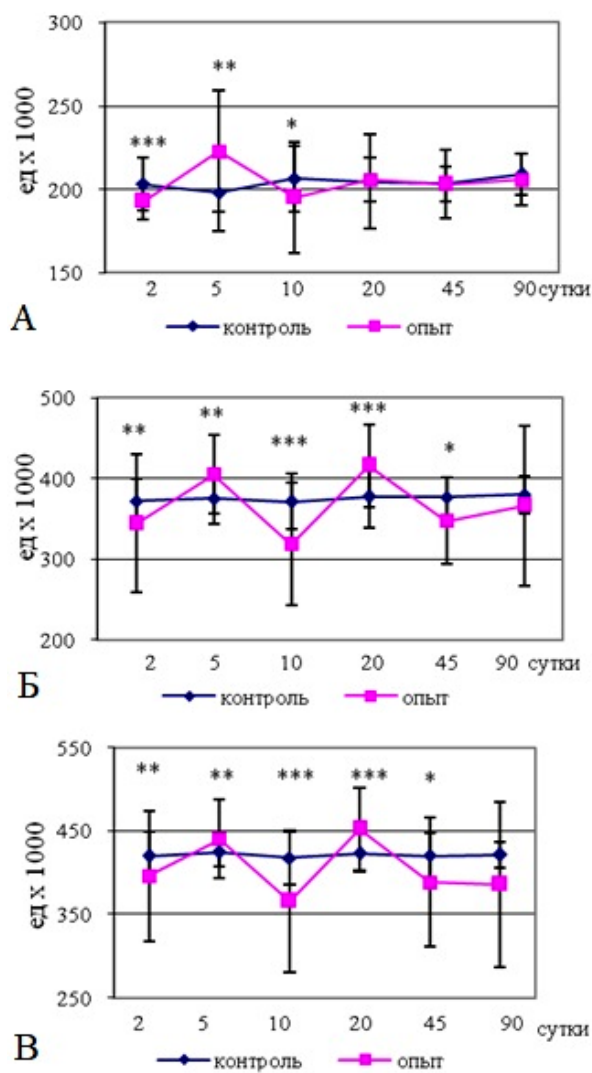 300
250
200
150
ед x 1000
***
**
*
2 5 10 20 45 90 сутки
А
контроль опыт
500
400
300
200
ед x 1000
** ** *** *** *
2 5 10 20 45 90 сутки
Б
контроль опыт
550
450
350
250
ед x 1000
** ** *** *** *
2 5 10 20 45 90 сутки
В
контроль опыт